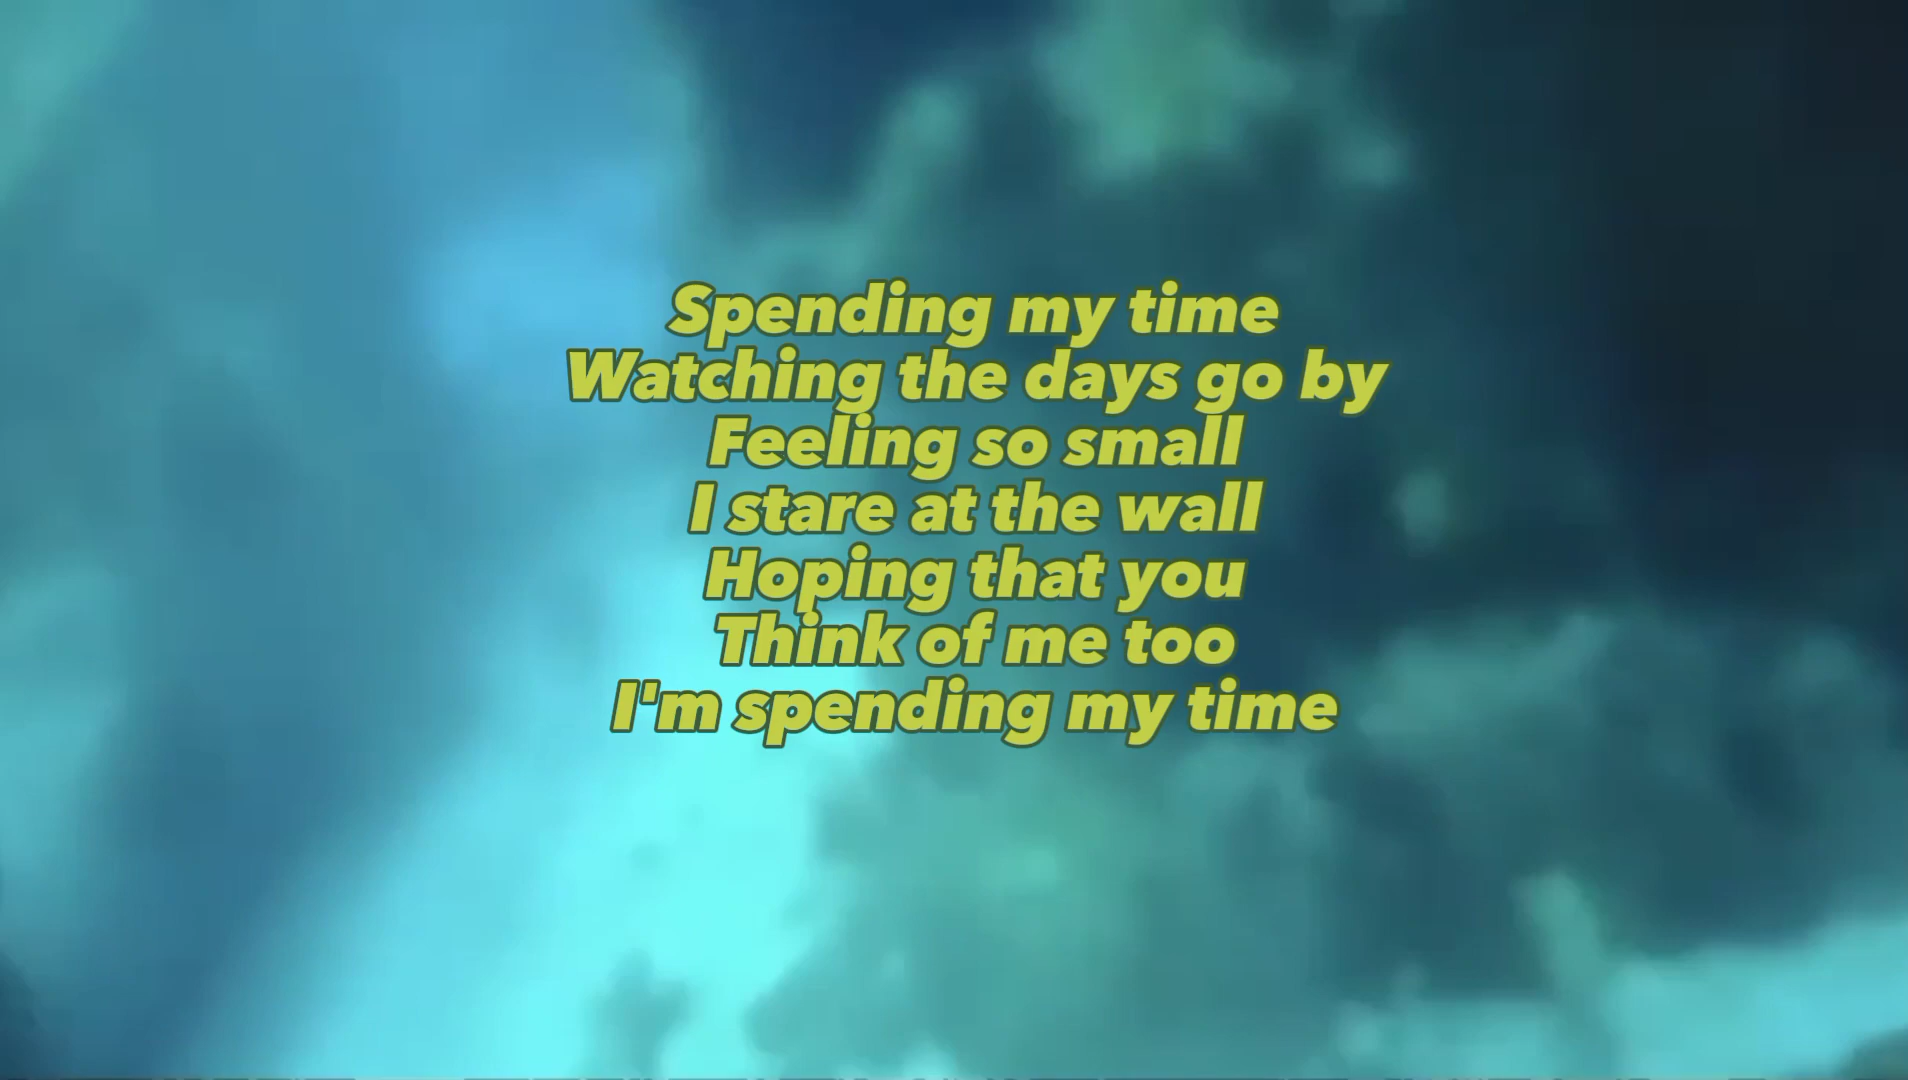 Spending my time
Watching the days go by
Feeling so small
I stare at the wall
Hoping that you
Think of me too
I'm spending my time